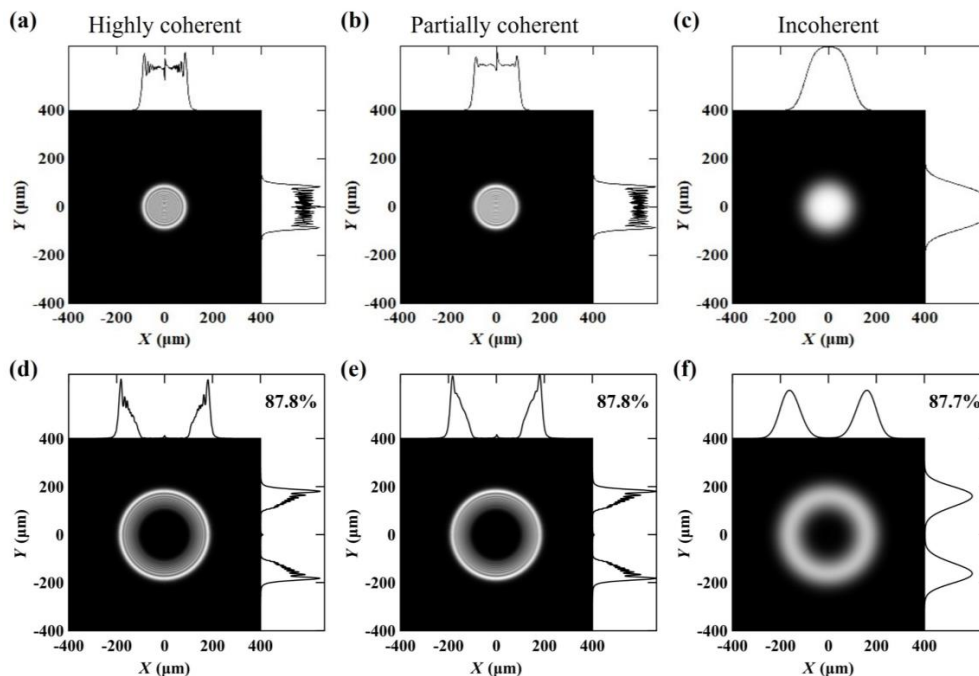 (a) Highly coherent (b) Partially coherent (c) Incoherent
400 400 400
200 200 200
Y (μm) Y (μm) Y (μm)
0 0 0
-200 -200 -200
-400 -400 -400
-400 -200 0 200 400 -400 -200 0 200 400 -400 -200 0 200 400
X (μm) X (μm) X (μm)
(d) (e) (f)
87.8% 87.8% 87.7%
400 400 400
200 200 200
Y (μm) Y (μm) Y (μm)
0 0 0
-200 -200 -200
-400 -400 -400
-400 -200 0 200 400 -400 -200 0 200 400 -400 -200 0 200 400
X (μm) X (μm) X (μm)